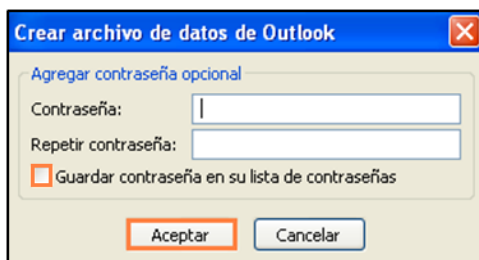 Crear archivo de datos de Outlook
Agregar contraseña opcional
Contraseña:
Repetir contraseña:
Guardar contraseña en su lista de contraseñas
Aceptar Cancelar